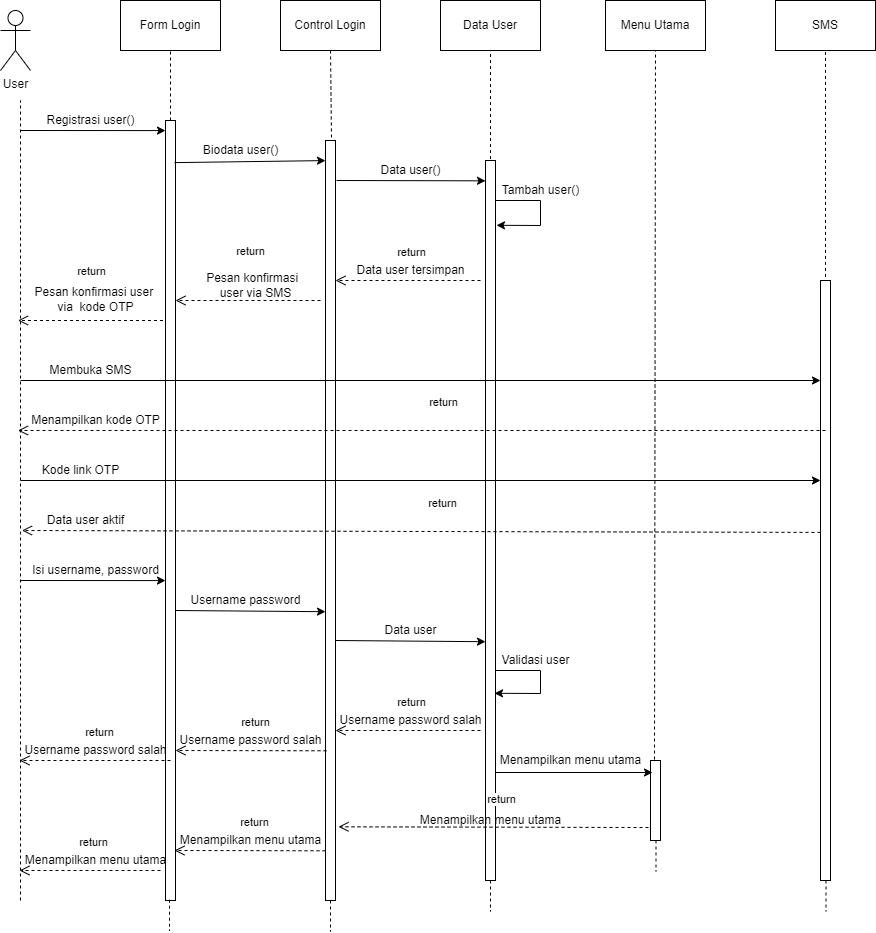 Form Login
Control Login
Data User
Menu Utama
SMS
User
Registrasi user()
Biodata user()
Data user()
Tambah user()
return
Data user tersimpan
return
Pesan konfirmasi
user via SMS
return
Pesan konfirmasi user
via kode OTP
Membuka SMS
return
Menampilkan kode OTP
Kode link OTP
return
Data user aktif
Isi username, password
Username password
Data user
Validasi user
return
Username password salah
return
Username password salah
return
Username password salah
Menampilkan menu utama
return
Menampilkan menu utama
return
Menampilkan menu utama
return
Menampilkan menu utama